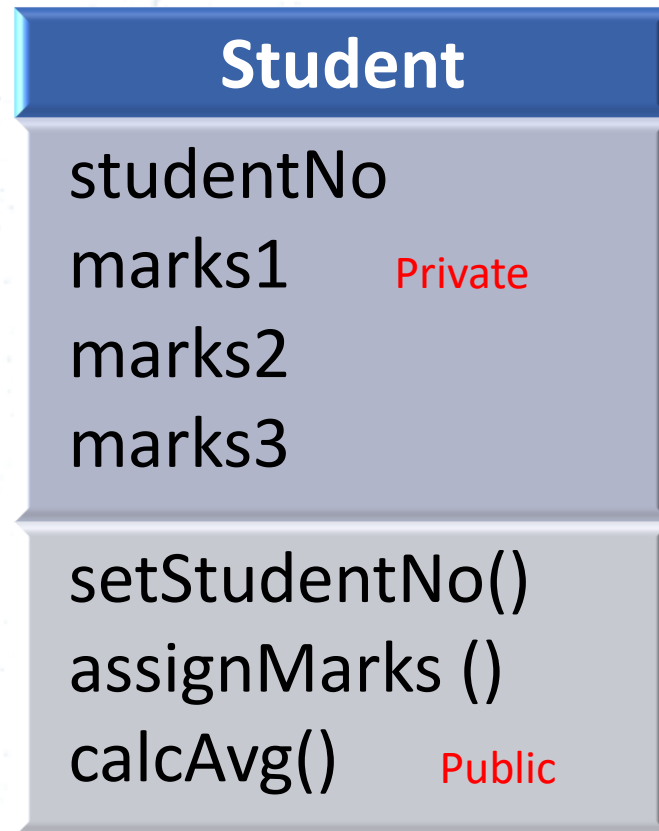 Student
studentNo
marks1 Private
marks2
marks3
setStudentNo()
assignMarks ()
calcAvg() Public